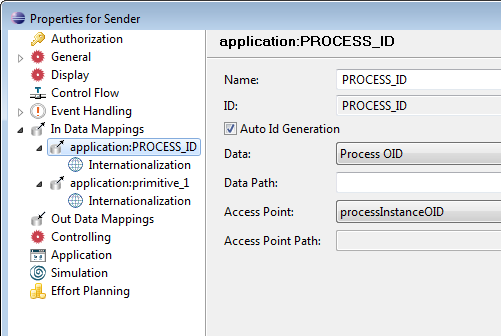 Properties for Sender
Authorization
General
Display
Control Flow
Event Handling
In Data Mappings
application:PROCESS_ID
Internationalization
application:primitive_1
Internationalization
Out Data Mappings
Controlling
Application
Simulation
Effort Planning
application:PROCESS_ID
Name: PROCESS_ID
ID: PROCESS_ID
Auto Id Generation
Data: Process OID
Data Path:
Access Point: processInstanceOID
Access Point Path: